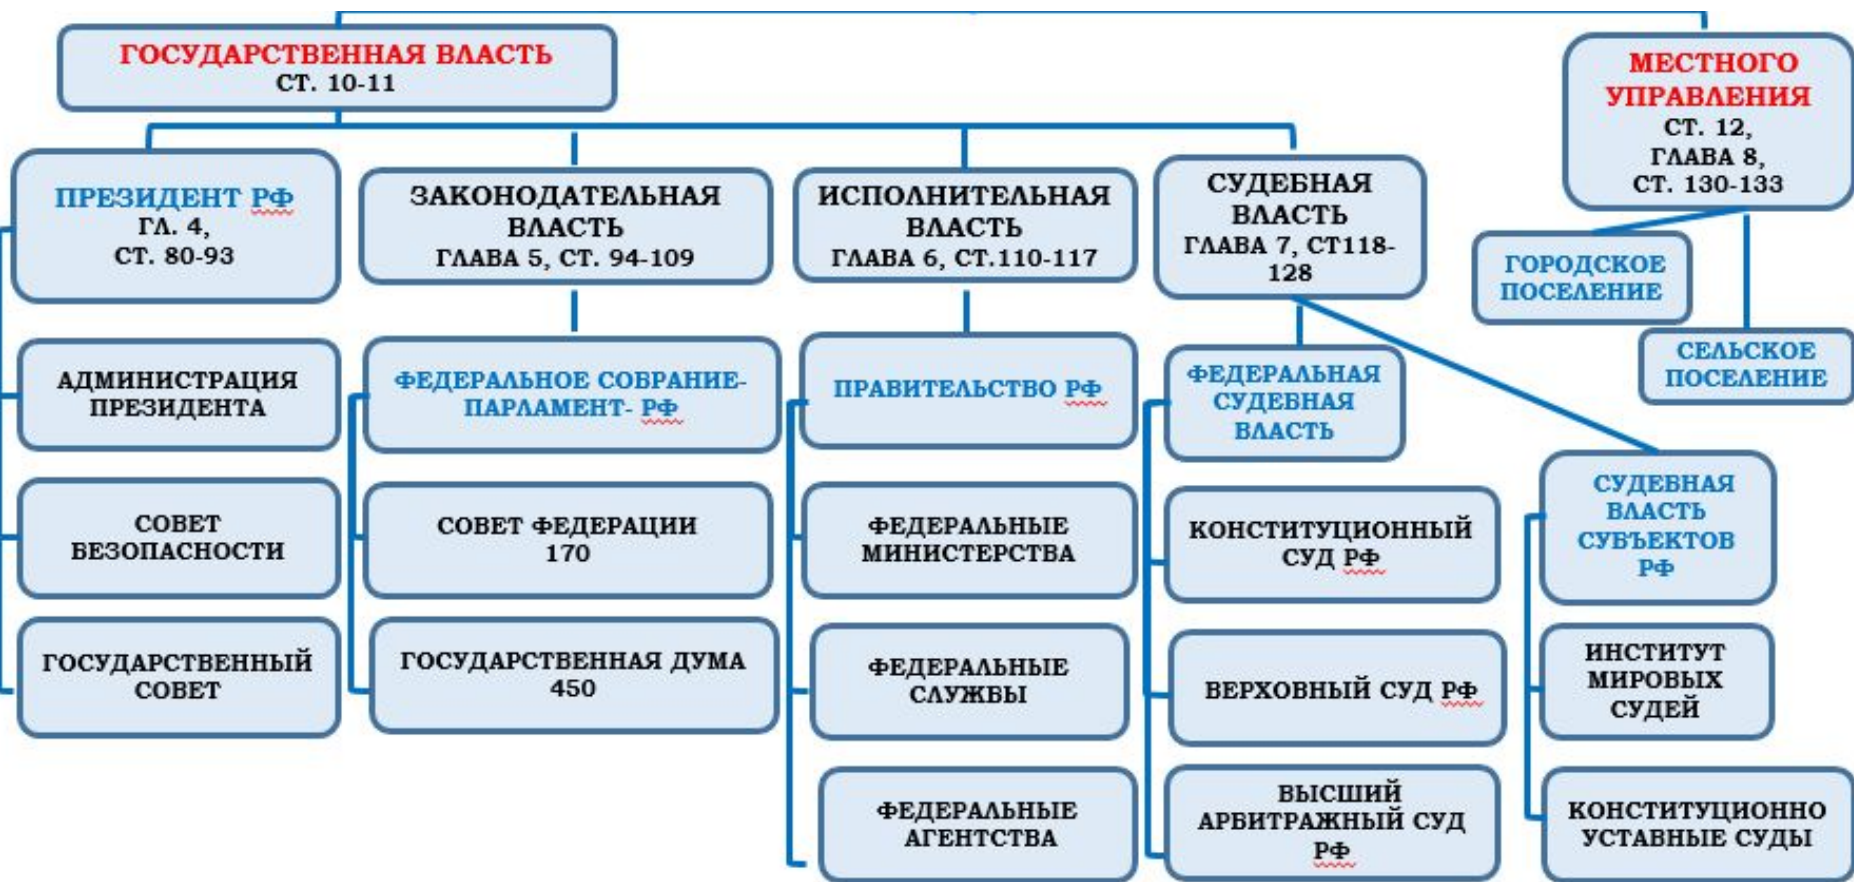 ГОСУДАРСТВЕННАЯ ВЛАСТЬ
СТ. 10-11
МЕСТНОГО
УПРАВЛЕНИЯ
СТ. 12,
ГЛАВА 8,
СТ. 130-133
ПРЕЗИДЕНТ РФ
ГЛ. 4,
СТ. 80-93
ЗАКОНОДАТЕЛЬНАЯ
ВЛАСТЬ
ГЛАВА 5, СТ. 94-109
ИСПОЛНИТЕЛЬНАЯ
ВЛАСТЬ
ГЛАВА 6, СТ.110-117
СУДЕБНАЯ
ВЛАСТЬ
ГЛАВА 7, СТ118-
128
ГОРОДСКОЕ
ПОСЕЛЕНИЕ
СЕЛЬСКОЕ
ПОСЕЛЕНИЕ
АДМИНИСТРАЦИЯ
ПРЕЗИДЕНТА
ФЕДЕРАЛЬНОЕ СОБРАНИЕ-
ПАРЛАМЕНТ- РФ
ПРАВИТЕЛЬСТВО РФ
ФЕДЕРАЛЬНАЯ
СУДЕБНАЯ
ВЛАСТЬ
СУДЕБНАЯ
ВЛАСТЬ
СУБЪЕКТОВ
РФ
СОВЕТ
БЕЗОПАСНОСТИ
СОВЕТ ФЕДЕРАЦИИ
170
ФЕДЕРАЛЬНЫЕ
МИНИСТЕРСТВА
КОНСТИТУЦИОННЫЙ
СУД РФ
ГОСУДАРСТВЕННЫЙ
СОВЕТ
ГОСУДАРСТВЕННАЯ ДУМА
450
ФЕДЕРАЛЬНЫЕ
СЛУЖБЫ
ВЕРХОВНЫЙ СУД РФ
ИНСТИТУТ
МИРОВЫХ
СУДЕЙ
ФЕДЕРАЛЬНЫЕ
АГЕНТСТВА
ВЫСШИЙ
АРБИТРАЖНЫЙ СУД
РФ
КОНСТИТУЦИОННО
УСТАВНЫЕ СУДЫ